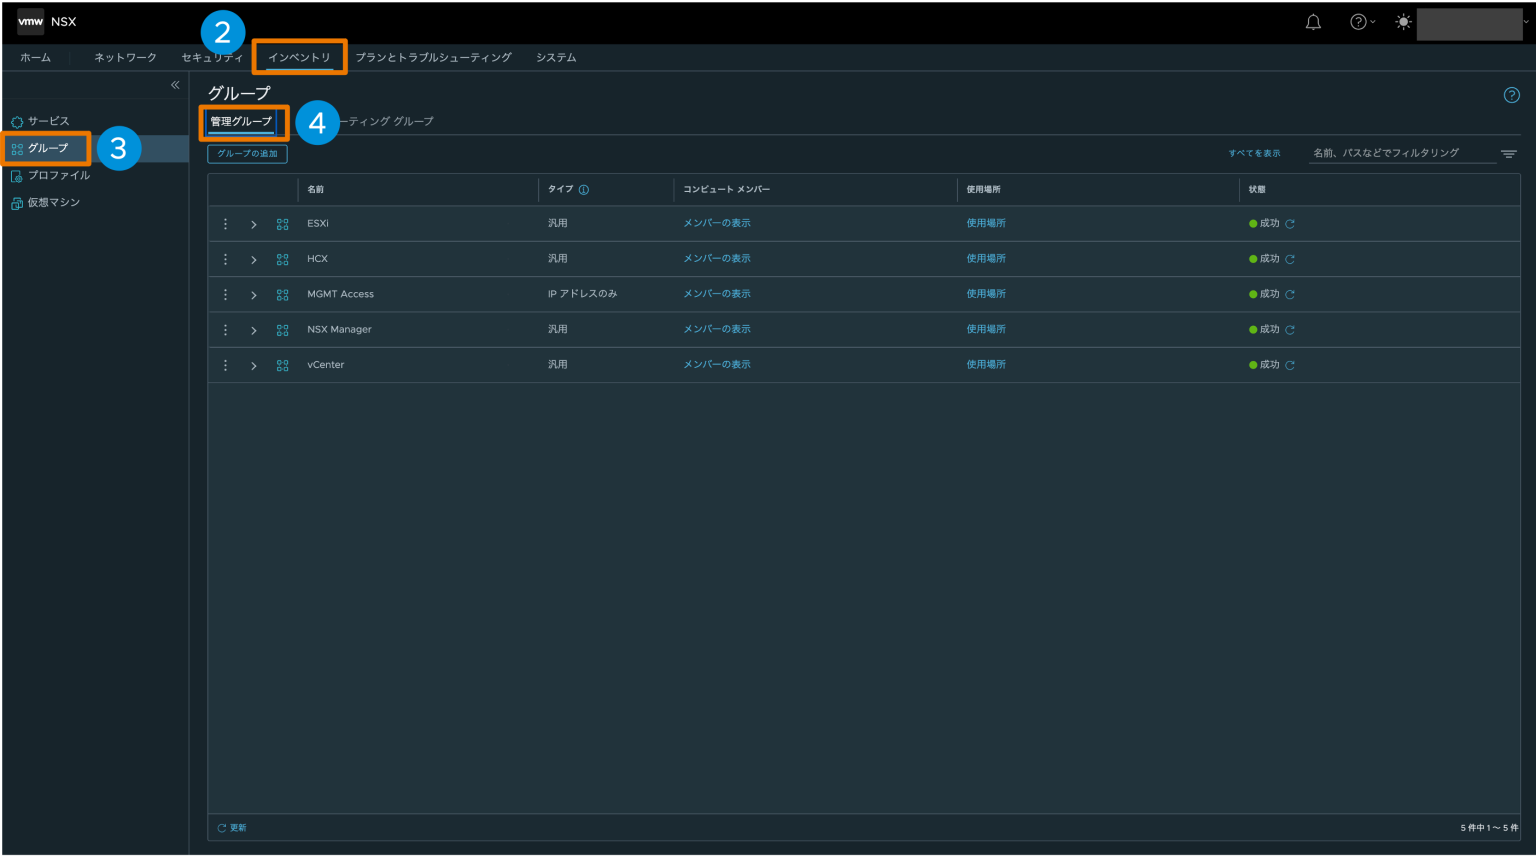 vmw NSX
2
ホーム ネットワーク セキュリティ インベントリ プランとトラブルシューティング システム
グループ
サービス
管理グループ 4 ーティング グループ
グループ 3
グループの追加 すべてを表示 名前、パスなどでフィルタリング
プロファイル
仮想マシン
名前 タイプ コンピュート メンバー 使用場所 状態
ESXi 汎用 メンバーの表示 使用場所 成功
HCX 汎用 メンバーの表示 使用場所 成功
MGMT Access IP アドレスのみ メンバーの表示 使用場所 成功
NSX Manager 汎用 メンバーの表示 使用場所 成功
vCenter 汎用 メンバーの表示 使用場所 成功
更新 5 件中 1 〜 5 件